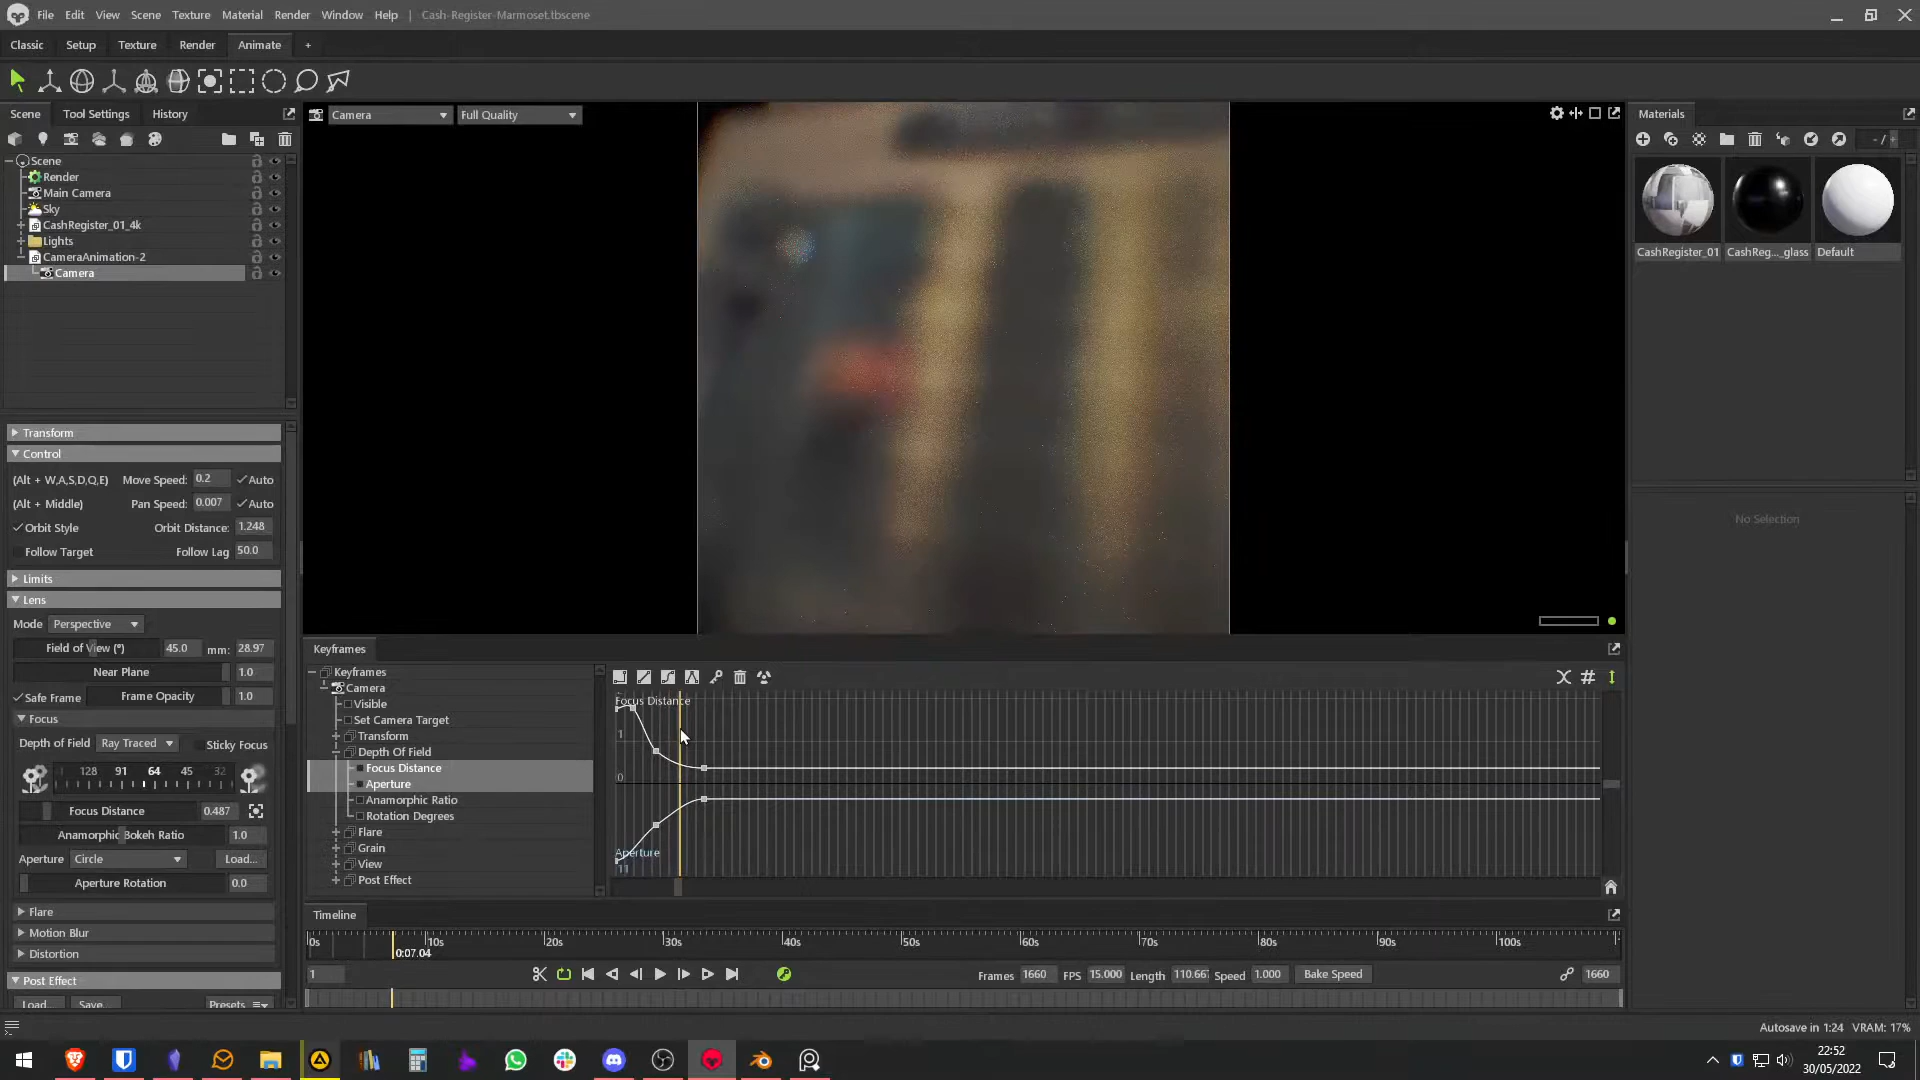 File Edit View Scene Texture Material Render Window Help | Cash-Register-Marmoset.tbscene
Classic Setup Texture Render Animate +
Scene Tool Settings History
Camera Full Quality
Materials
- / +
Scene
Render
Main Camera
Sky
CashRegister_01_4k
Lights
CameraAnimation-2
Camera
CashRegister_01 CashReg..._glass Default
Transform
Control
(Alt + W,A,S,D,Q,E) Move Speed: 0.2 Auto
(Alt + Middle) Pan Speed: 0.007 Auto
Orbit Style Orbit Distance: 1.248
Follow Target Follow Lag 50.0
Limits
Lens
Mode Perspective
Field of View (°) 45.0 mm: 28.97
Near Plane 1.0
Safe Frame Frame Opacity 1.0
Focus
Depth of Field Ray Traced Sticky Focus
128 91 64 45 32
Focus Distance 0.487
Anamorphic Bokeh Ratio 1.0
Aperture Circle Load...
Aperture Rotation 0.0
Flare
Motion Blur
Distortion
Post Effect
Load... Save... Presets
No Selection
Keyframes
Keyframes
Camera
Visible
Set Camera Target
Transform
Depth Of Field
Focus Distance
Aperture
Anamorphic Ratio
Rotation Degrees
Flare
Grain
View
Post Effect
Focus Distance
1
0
Aperture
11
Timeline
0s 10s 20s 30s 40s 50s 60s 70s 80s 90s 100s
0:07.04
1 Frames 1660 FPS 15.000 Length 110.667 Speed 1.000 Bake Speed 1660
Autosave in 1:24 VRAM: 17%
22:52
30/05/2022